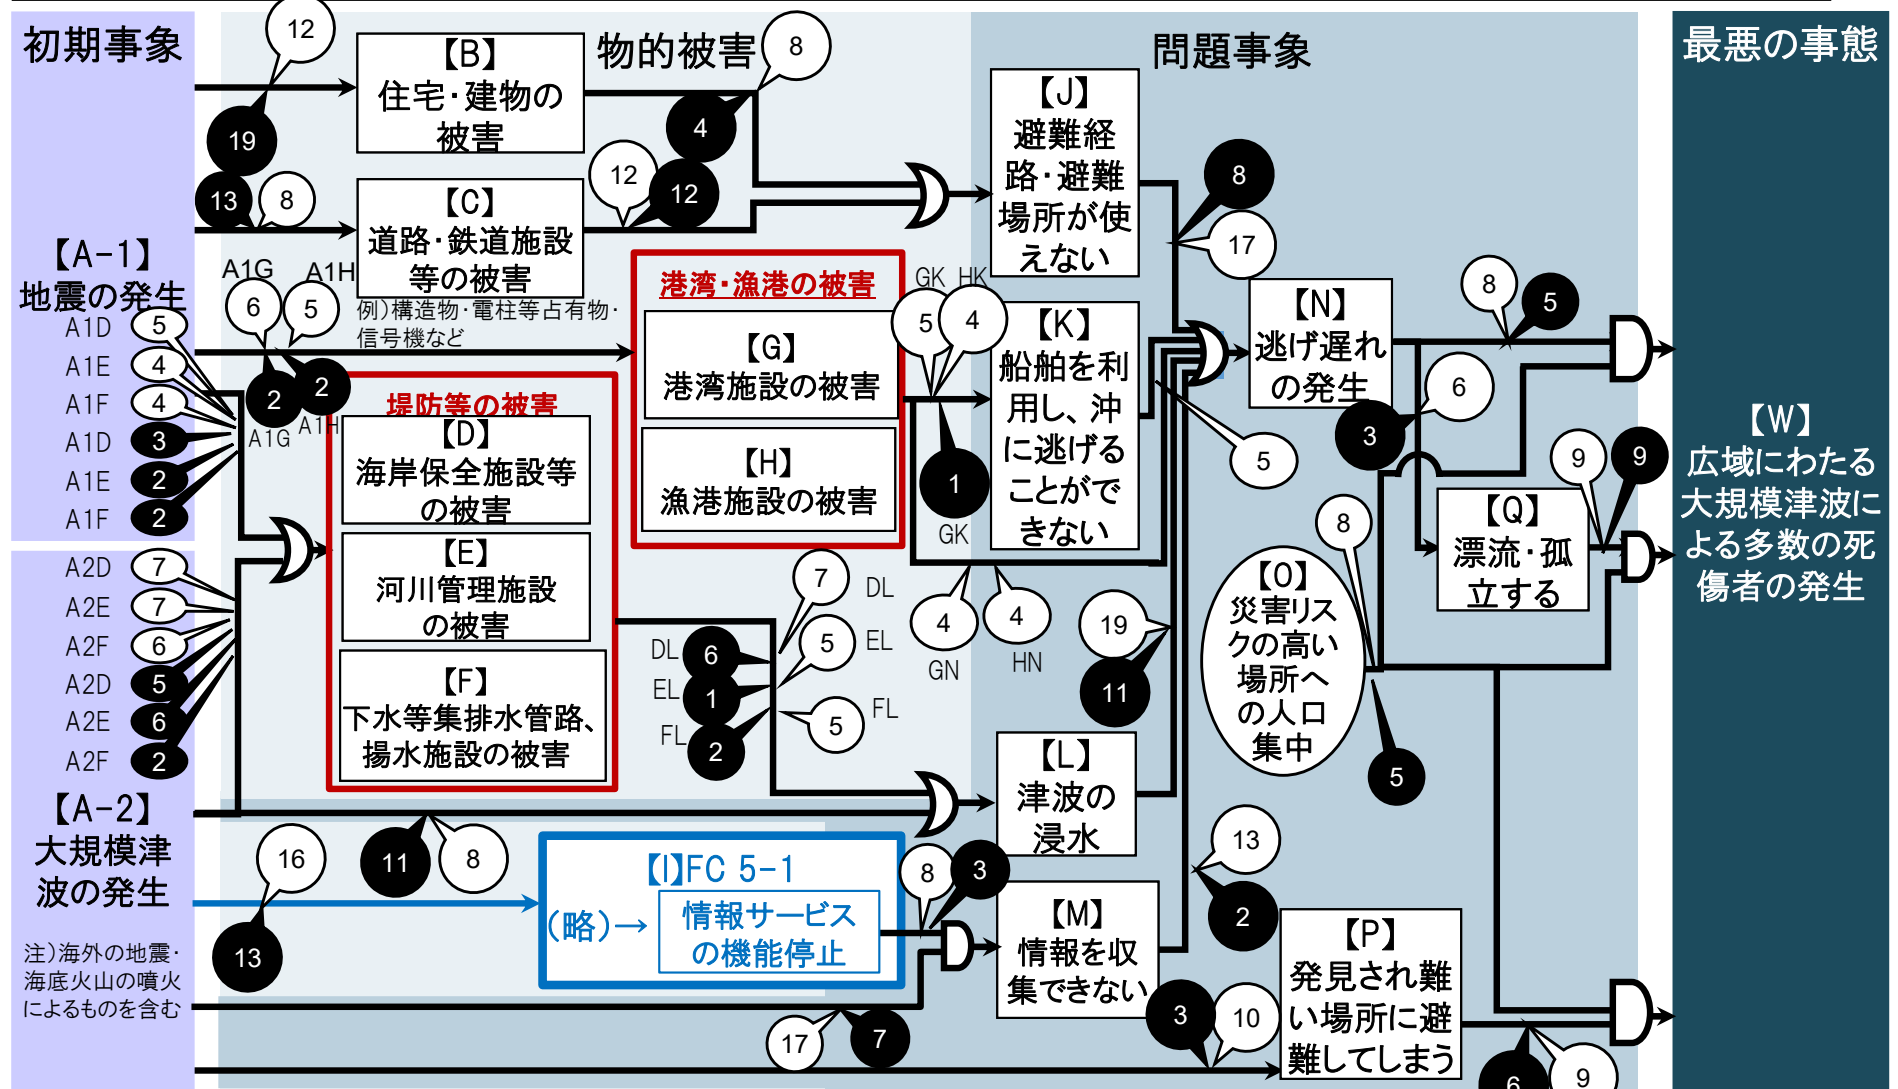 初期事象
物的被害
問題事象
最悪の事態
12
19
【B】
住宅・建物の
被害
8
4
13
8
【C】
道路・鉄道施設
等の被害
12
12
例）構造物・電柱等占有物・
信号機など
【A-1】
地震の発生
A1G
A1H
6
5
2
2
A1G
A1H
A1D
5
A1E
4
A1F
4
A1D
3
A1E
2
A1F
2
A2D
7
A2E
7
A2F
6
A2D
5
A2E
6
A2F
2
【A-2】
大規模津
波の発生
注）海外の地震・
海底火山の噴火
によるものを含む
堤防等の被害
【D】
海岸保全施設等
の被害
【E】
河川管理施設
の被害
【F】
下水等集排水管路、
揚水施設の被害
港湾・漁港の被害
【G】
港湾施設の被害
【H】
漁港施設の被害
GK
HK
5
4
1
GK
4
GN
4
HN
7
DL
5
EL
5
FL
DL
6
EL
1
FL
2
11
8
16
13
【I】FC 5-1
（略）→
情報サービス
の機能停止
8
3
17
7
【J】
避難経
路・避難
場所が使
えない
【K】
船舶を利
用し、沖
に逃げる
ことがで
きない
【L】
津波の
浸水
【M】
情報を収
集できない
8
17
5
19
11
13
2
3
10
【N】
逃げ遅れ
の発生
8
5
3
6
【O】
災害リス
クの高い
場所へ
の人口
集中
8
5
【Q】
漂流・孤
立する
9
9
【P】
発見され難
い場所に避
難してしまう
6
9
【W】
広域にわたる
大規模津波に
よる多数の死
傷者の発生